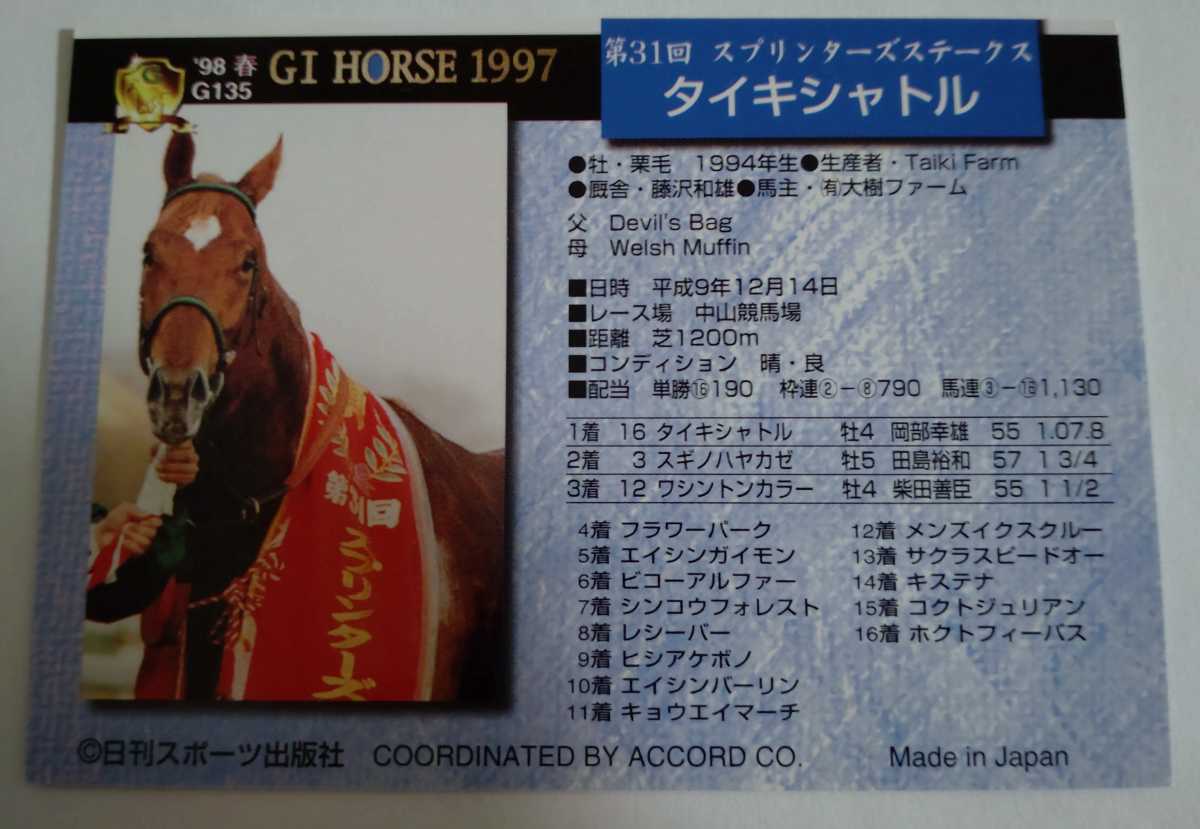 '98 春 GI HORSE 1997
G135
第31回 スプリンターズステークス
タイキシャトル
●牡・栗毛 1994年生●生産者・Taiki Farm
●厩舎・藤沢和雄●馬主・㈲大樹ファーム
父 Devil's Bag
母 Welsh Muffin
■日時 平成9年12月14日
■レース場 中山競馬場
■距離 芝1200m
■コンディション 晴・良
■配当 単勝⑯190 枠連②−⑧790 馬連③−⑯1,130
1着 16 タイキシャトル 牡4 岡部幸雄 55 1.07.8
2着 3 スギノハヤカゼ 牡5 田島裕和 57 1 3/4
3着 12 ワシントンカラー 牡4 柴田善臣 55 1 1/2
4着 フラワーパーク
5着 エイシンガイモン
6着 ビコーアルファー
7着 シンコウフォレスト
8着 レシーバー
9着 ヒシアケボノ
10着 エイシンバーリン
11着 キョウエイマーチ
12着 メンズイクスクルー
13着 サクラスピードオー
14着 キステナ
15着 コクトジュリアン
16着 ホクトフィーバス
第31回
スプリンターズ
©日刊スポーツ出版社 COORDINATED BY ACCORD CO. Made in Japan